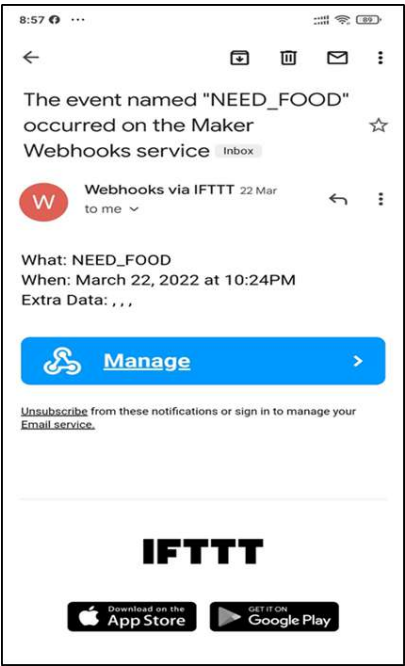 8:57 ···
89
The event named "NEED_FOOD"
occurred on the Maker
Webhooks service Inbox
W
Webhooks via IFTTT 22 Mar
to me
What: NEED_FOOD
When: March 22, 2022 at 10:24PM
Extra Data: , , ,
Manage >
Unsubscribe from these notifications or sign in to manage your
Email service.
IFTTT
Download on the
App Store
GET IT ON
Google Play